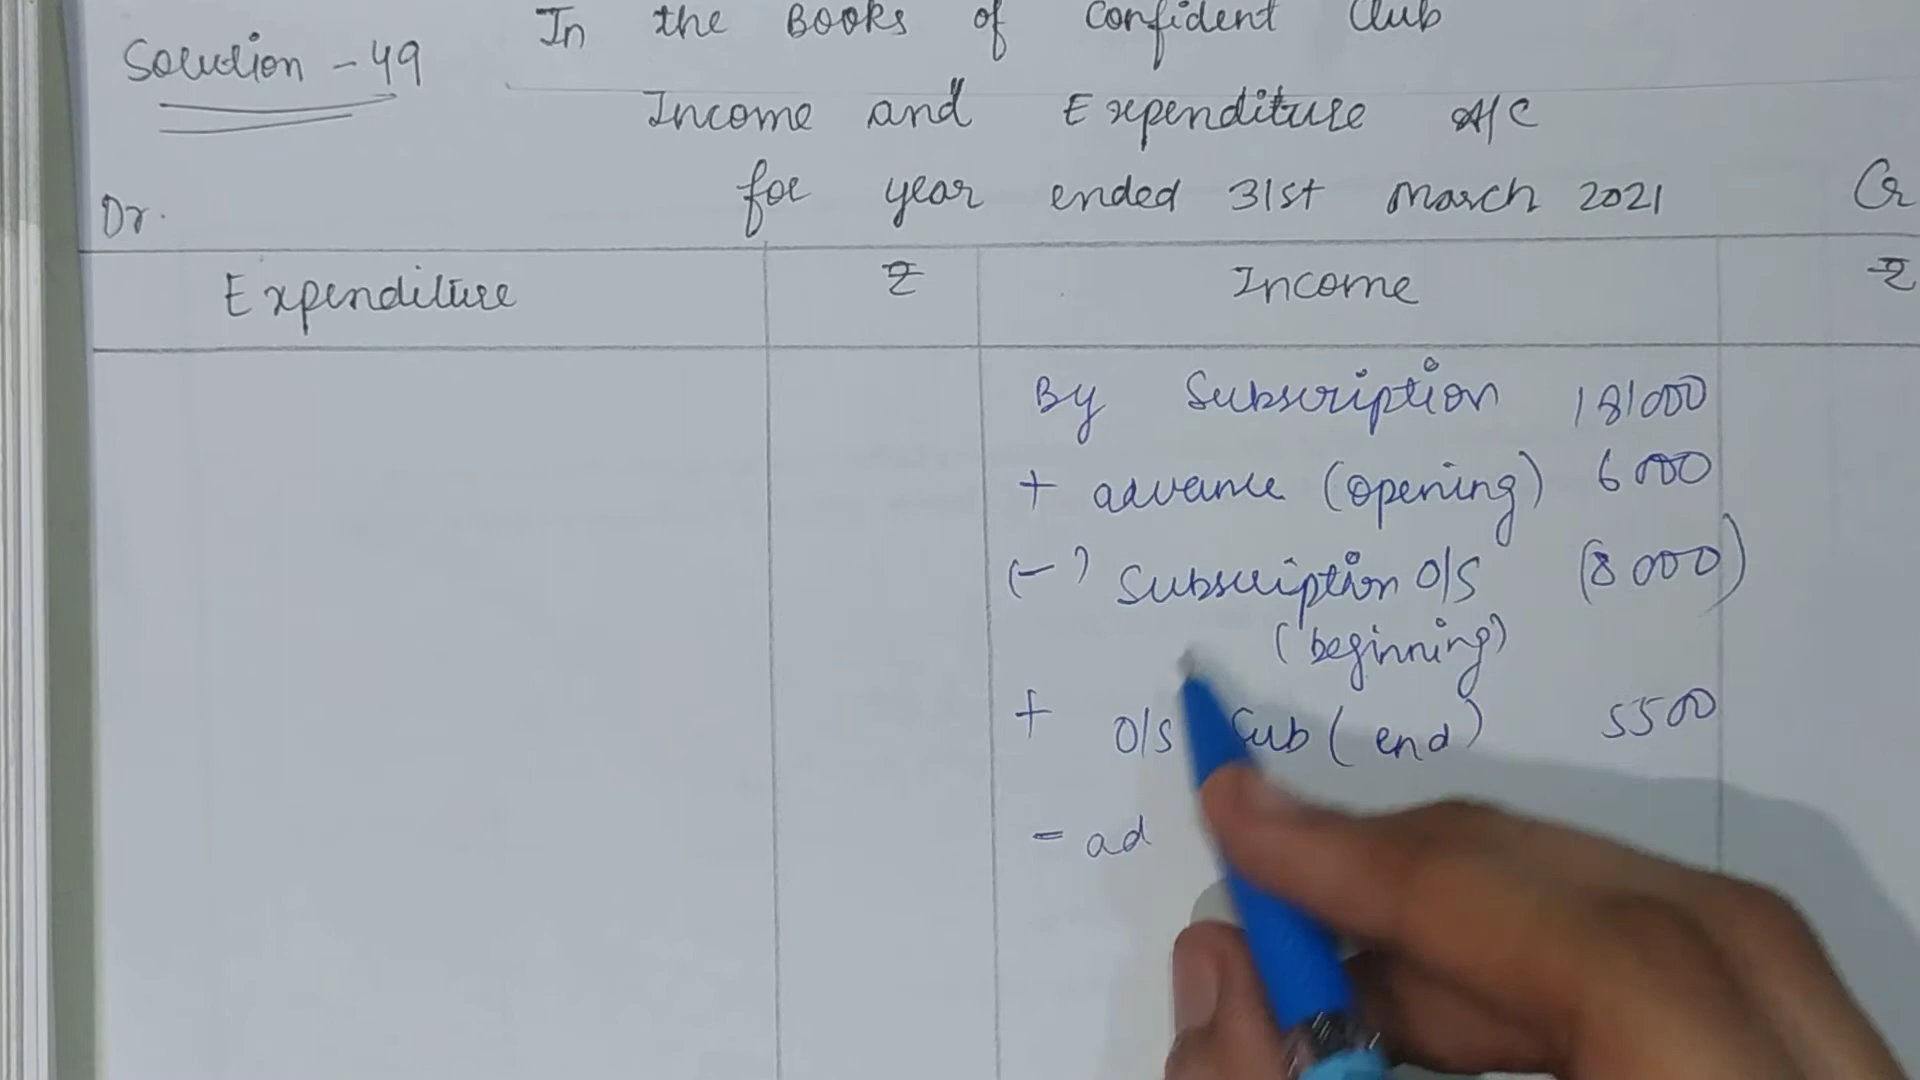 In the Books of Confident Club
Solution - 49
Income and Expenditure A/C
for year ended 31st March 2021
Dr. Cr
Expenditure ₹ Income ₹
By Subscription 181000
+ advance (opening) 6000
(-) Subscription O/S (8000)
(beginning)
+ O/S Sub (end) 5500
- ad